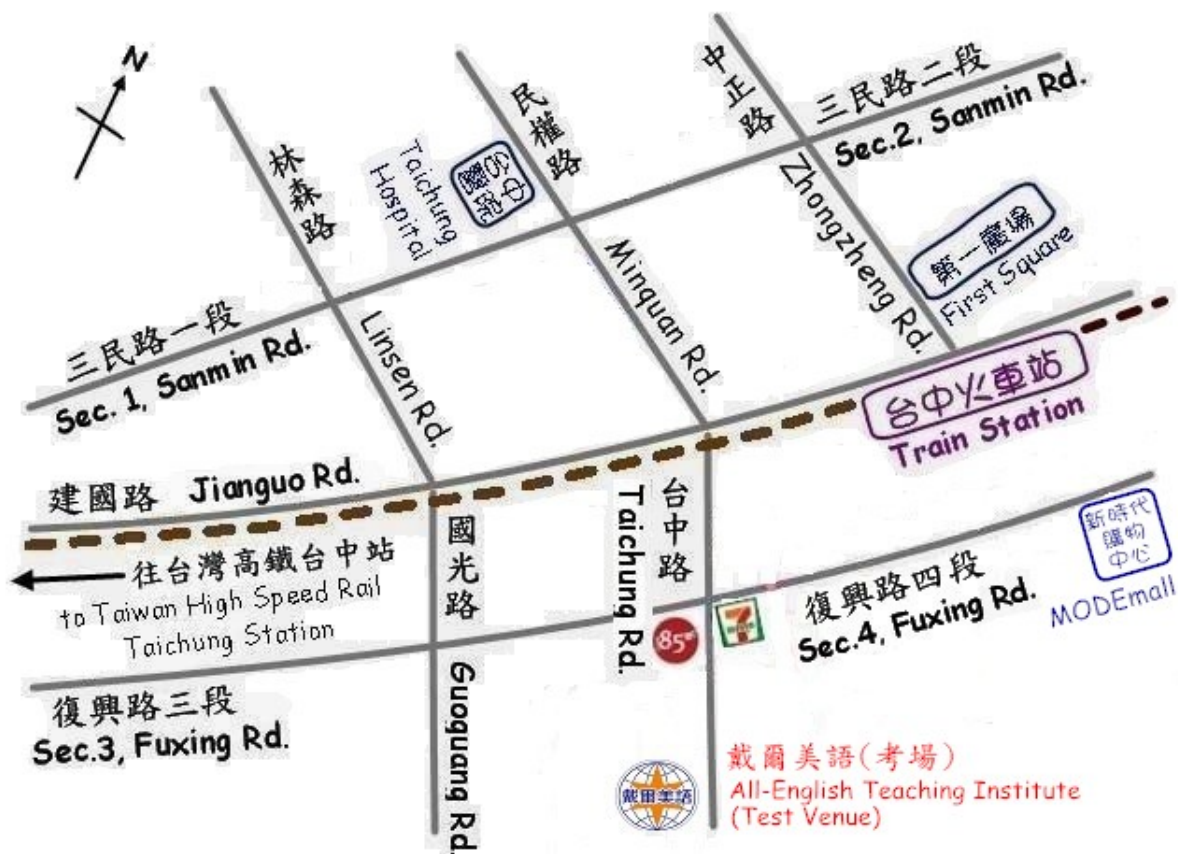 N
中正路
三民路二段
Sec.2, Sanmin Rd.
民權路
林森路
Taichung
Hospital
台中
醫院
Zhongzheng Rd.
第一廣場
First Square
Minquan Rd.
三民路一段
Sec. 1, Sanmin Rd.
Linsen Rd.
台中火車站
Train Station
建國路 Jianguo Rd.
往台灣高鐵台中站
to Taiwan High Speed Rail
Taichung Station
國光路
Guoguang Rd.
台中路
Taichung Rd.
新時代
購物
中心
MODEmall
復興路四段
Sec.4, Fuxing Rd.
85
復興路三段
Sec.3, Fuxing Rd.
戴爾美語
戴爾美語(考場)
All-English Teaching Institute
(Test Venue)